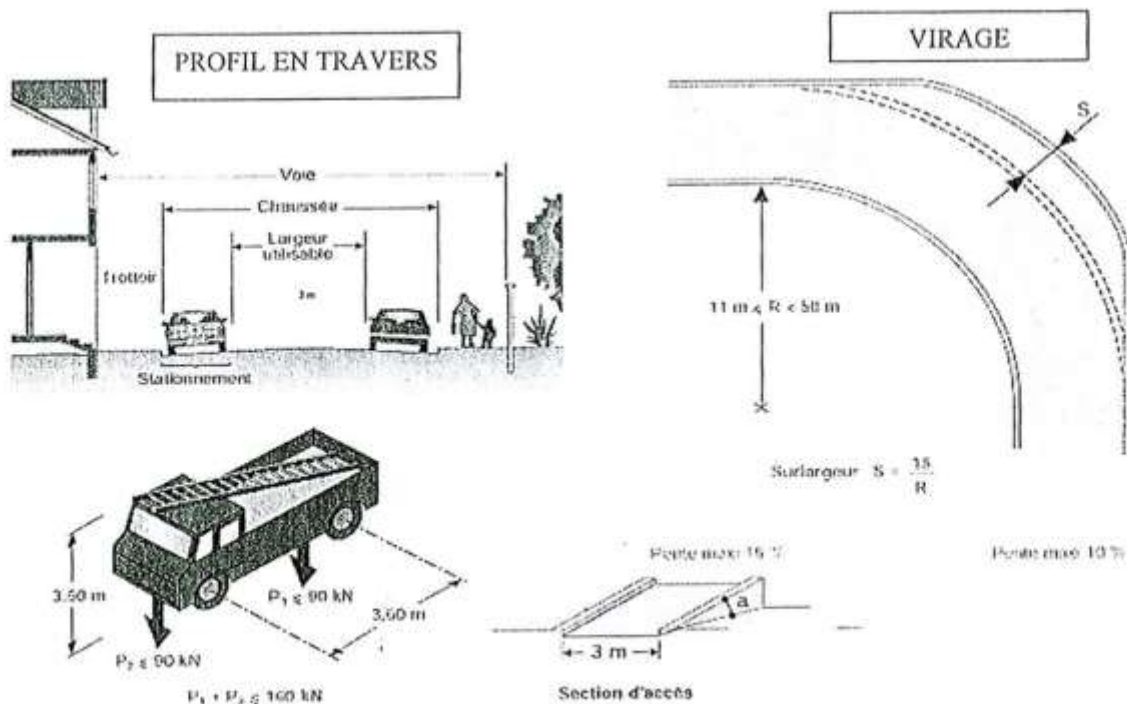 PROFIL EN TRAVERS
Voie
Chaussée
Largeur
utilisable
Trottoir
3 m
Stationnement
VIRAGE
S
11 m ≤ R < 50 m
Surlargeur S = 15
R
3,50 m
P₁ ≤ 90 kN
3,60 m
P₂ ≤ 90 kN
P₁ + P₂ ≤ 160 kN
Pente maxi 15 %
Pente maxi 10 %
a
3 m
Section d'accès